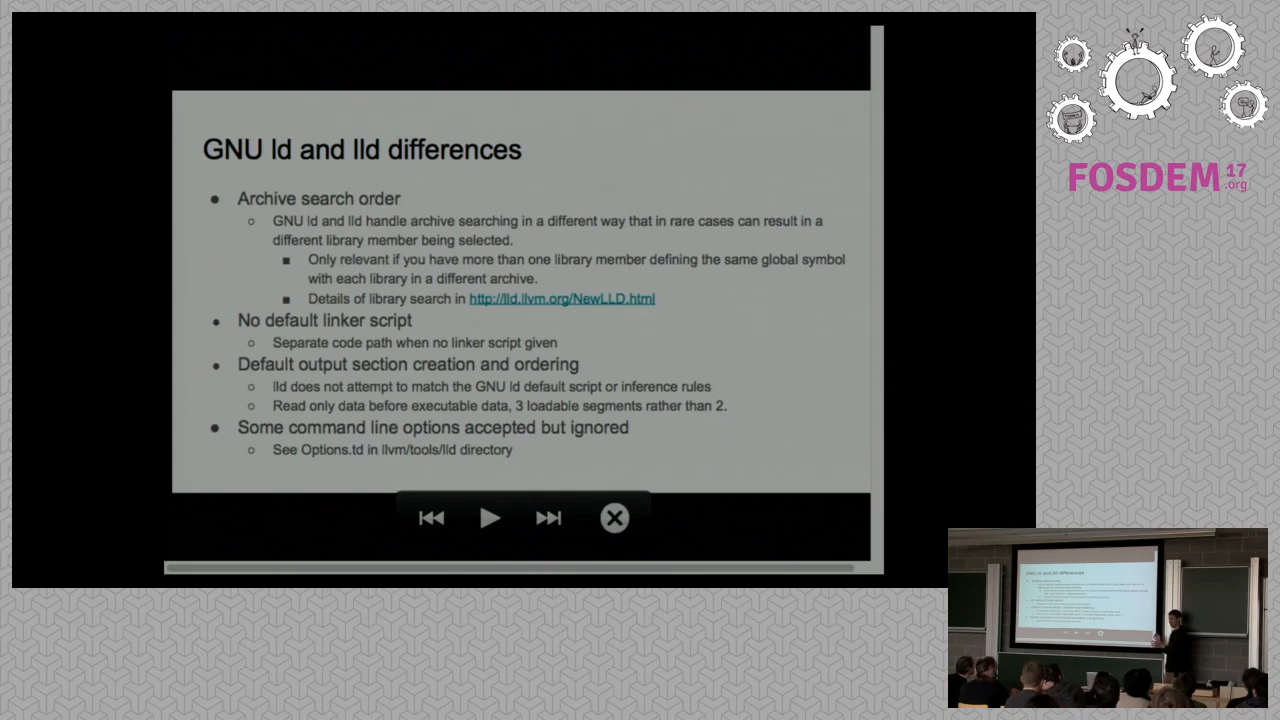 GNU ld and lld differences
● Archive search order
○ GNU ld and lld handle archive searching in a different way that in rare cases can result in a
different library member being selected.
■ Only relevant if you have more than one library member defining the same global symbol
with each library in a different archive.
■ Details of library search in http://lld.llvm.org/NewLLD.html
● No default linker script
○ Separate code path when no linker script given
● Default output section creation and ordering
○ lld does not attempt to match the GNU ld default script or inference rules
○ Read only data before executable data, 3 loadable segments rather than 2.
● Some command line options accepted but ignored
○ See Options.td in llvm/tools/lld directory
FOSDEM 17
.org
GNU ld and lld differences